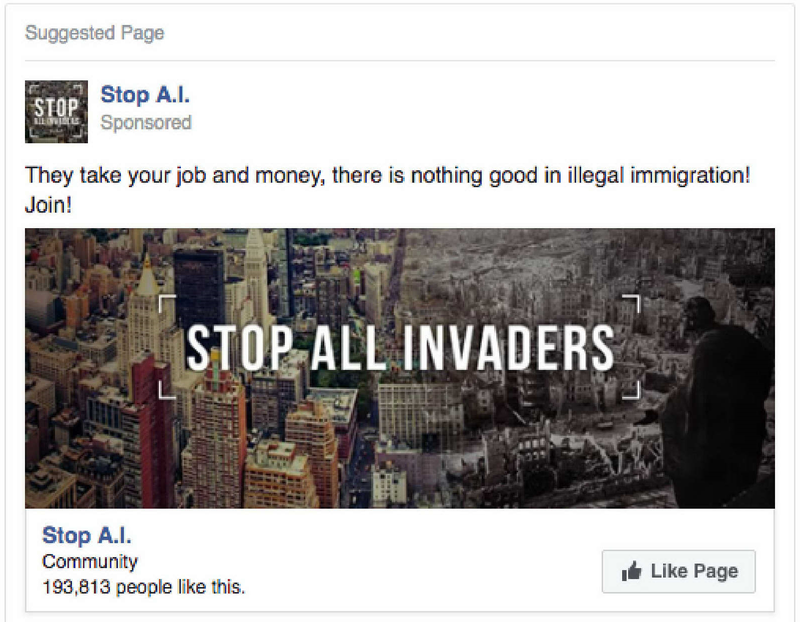 Suggested Page
STOP
ALL INVADERS
Stop A.I.
Sponsored
They take your job and money, there is nothing good in illegal immigration!
Join!
STOP ALL INVADERS
Stop A.I.
Community
193,813 people like this.
Like Page